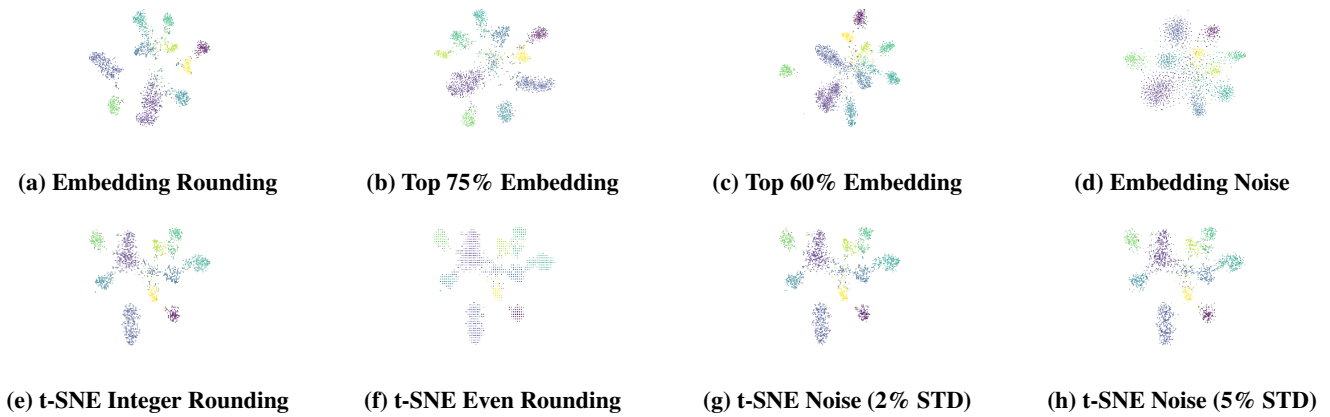 (a) Embedding Rounding
(b) Top 75% Embedding
(c) Top 60% Embedding
(d) Embedding Noise
(e) t-SNE Integer Rounding
(f) t-SNE Even Rounding
(g) t-SNE Noise (2% STD)
(h) t-SNE Noise (5% STD)